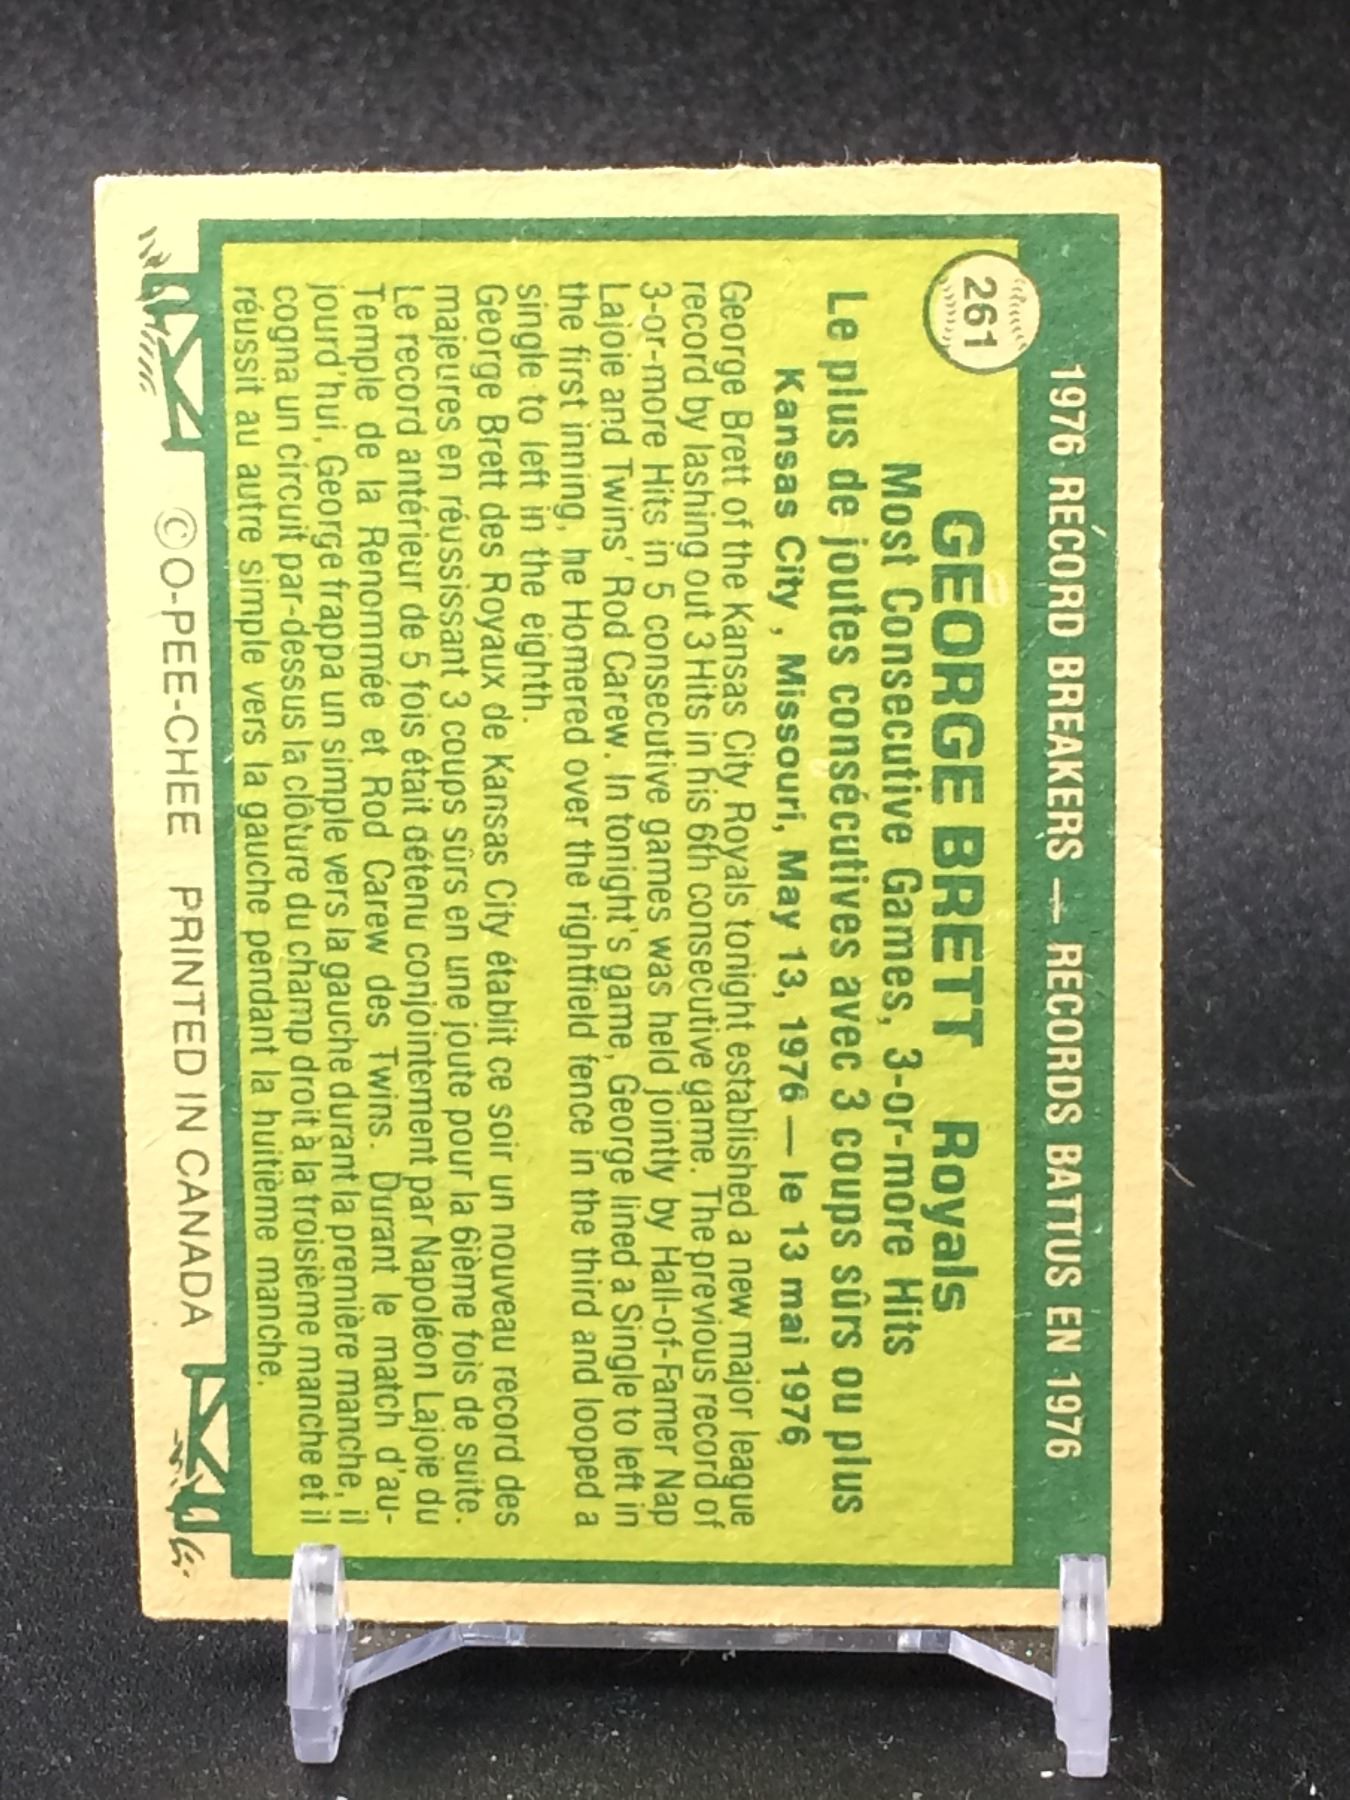 1976 RÉCORD BREAKERS — RÉCORDS BATTUS EN 1976
261
GEORGE BRETT Royals
Most Consecutive Games, 3-or-more Hits
Le plus de joutes consécutives avec 3 coups sûrs ou plus
Kansas City, Missouri, May 13, 1976 — le 13 mai 1976
George Brett of the Kansas City Royals tonight established a new major league
record by lashing out 3 Hits in his 6th consecutive game. The previous record of
3-or-more Hits in 5 consecutive games was held jointly by Hall-of-Famer Nap
Lajoie and Twins' Rod Carew. In tonight's game, George lined a Single to left in
the first inning, he Homered over the rightfield fence in the third and looped a
single to left in the eighth.
George Brett des Royaux de Kansas City établit ce soir un nouveau record des
majeures en réussissant 3 coups sûrs en une joute pour la 6ième fois de suite.
Le record antérieur de 5 fois était détenu conjointement par Napoléon Lajoie du
Temple de la Renommée et Rod Carew des Twins. Durant le match d'au-
jourd'hui, George frappa un simple vers la gauche durant la première manche, il
cogna un circuit par-dessus la clôture du champ droit à la troisième manche et il
réussit au autre simple vers la gauche pendant la huitième manche.
©O-PEE-CHEE PRINTED IN CANADA